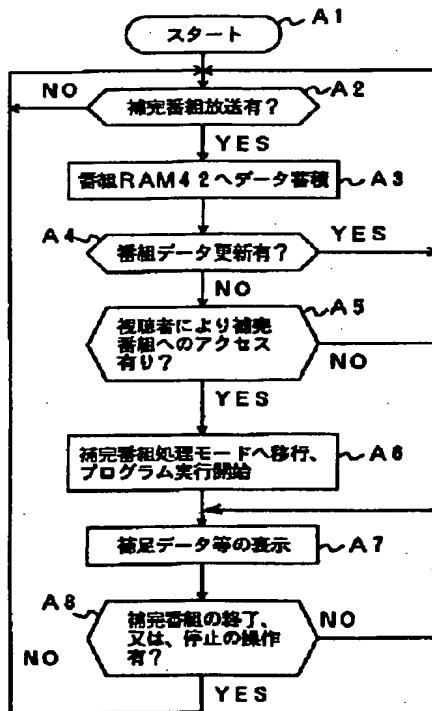 A1
スタート
NO
A2
補完番組放送有?
YES
番組RAM42へデータ蓄積
A3
A4
番組データ更新有?
YES
NO
A5
視聴者により補完
番組へのアクセス
有り?
NO
YES
補完番組処理モードへ移行、
プログラム実行開始
A6
補足データ等の表示
A7
A8
補完番組の終了、
又は、停止の操作
有?
NO
NO
YES